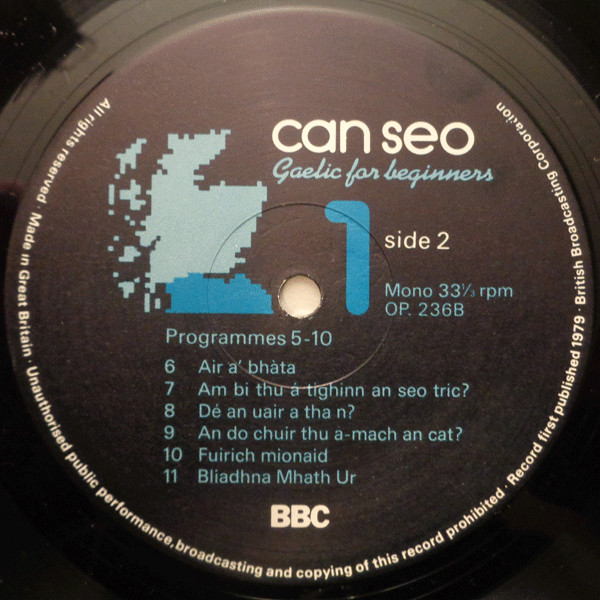 can seo
Gaelic for beginners
1
side 2
Mono 33⅓ rpm
OP. 236B
Programmes 5-10
6 Air a' bhàta
7 Am bi thu á tighinn an seo tric?
8 Dé an uair a tha n?
9 An do chuir thu a-mach an cat?
10 Fuirich mionaid
11 Bliadhna Mhath Ur
BBC
All rights reserved Made in Great Britain · Unauthorised public performance, broadcasting and copying of this record prohibited · Record first published 1979 · British Broadcasting Corporation